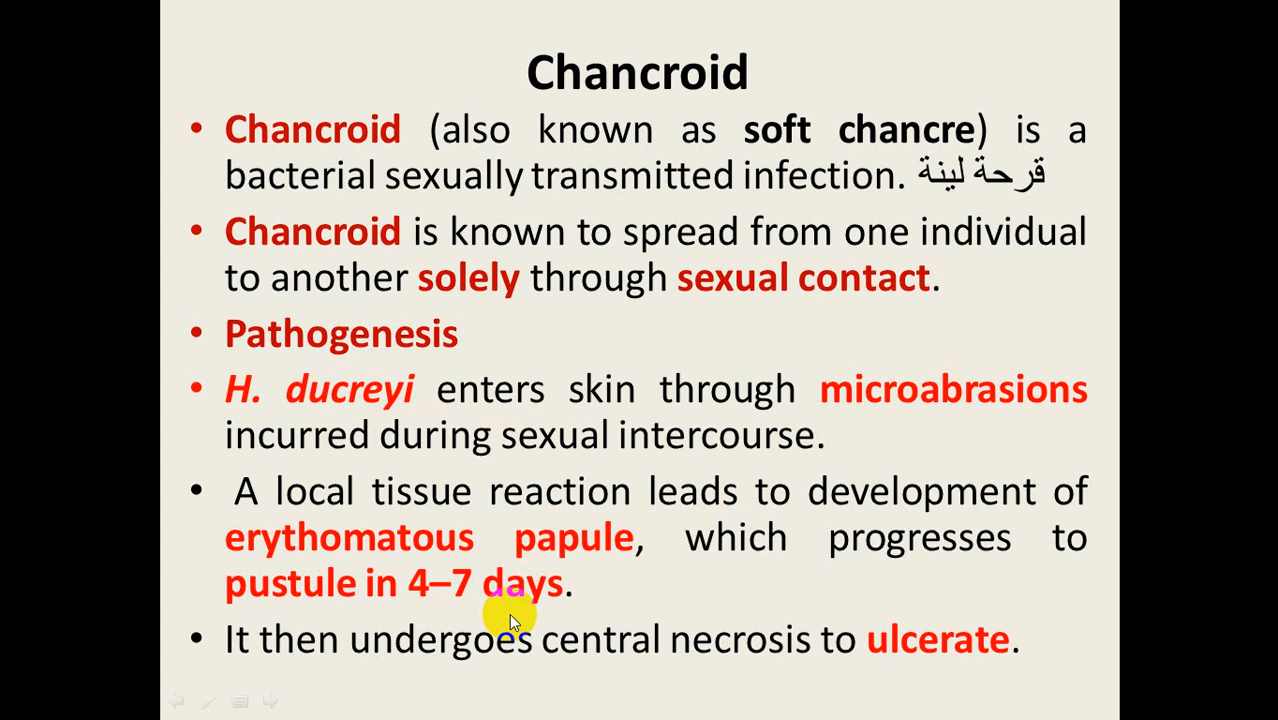 Chancroid
• Chancroid (also known as soft chancre) is a
bacterial sexually transmitted infection. قرحة لينة
• Chancroid is known to spread from one individual
to another solely through sexual contact.
• Pathogenesis
• H. ducreyi enters skin through microabrasions
incurred during sexual intercourse.
• A local tissue reaction leads to development of
erythomatous papule, which progresses to
pustule in 4–7 days.
• It then undergoes central necrosis to ulcerate.